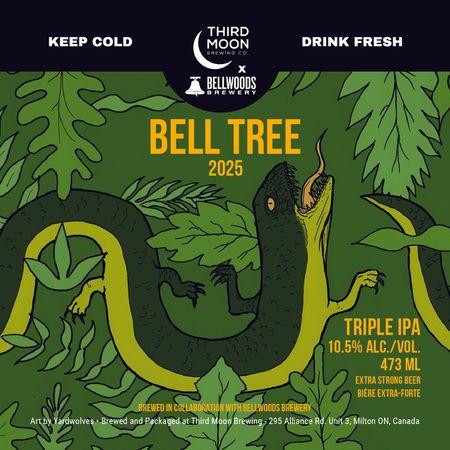 KEEP COLD
THIRD
MOON
BREWING CO
x
BELLWOODS
BREWERY
DRINK FRESH
BELL TREE
2025
TRIPLE IPA
10.5% ALC./VOL.
473 ML
EXTRA STRONG BEER
BIÈRE EXTRA-FORTE
BREWED IN COLLABORATION WITH BELLWOODS BREWERY
Art by Yardwolves • Brewed and Packaged at Third Moon Brewing - 295 Alliance Rd. Unit 3, Milton ON, Canada